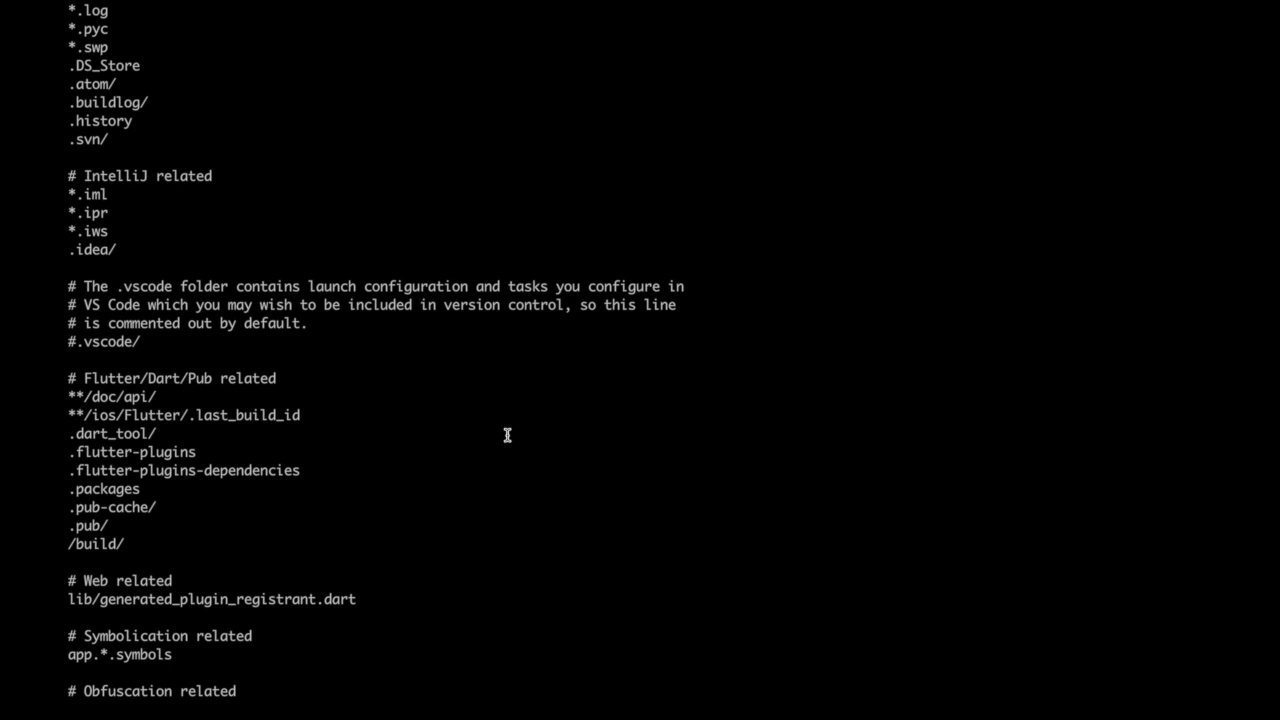 *.log
*.pyc
*.swp
.DS_Store
.atom/
.buildlog/
.history
.svn/
# IntelliJ related
*.iml
*.ipr
*.iws
.idea/
# The .vscode folder contains launch configuration and tasks you configure in
# VS Code which you may wish to be included in version control, so this line
# is commented out by default.
#.vscode/
# Flutter/Dart/Pub related
**/doc/api/
**/ios/Flutter/.last_build_id
.dart_tool/
.flutter-plugins
.flutter-plugins-dependencies
.packages
.pub-cache/
.pub/
/build/
# Web related
lib/generated_plugin_registrant.dart
# Symbolication related
app.*.symbols
# Obfuscation related